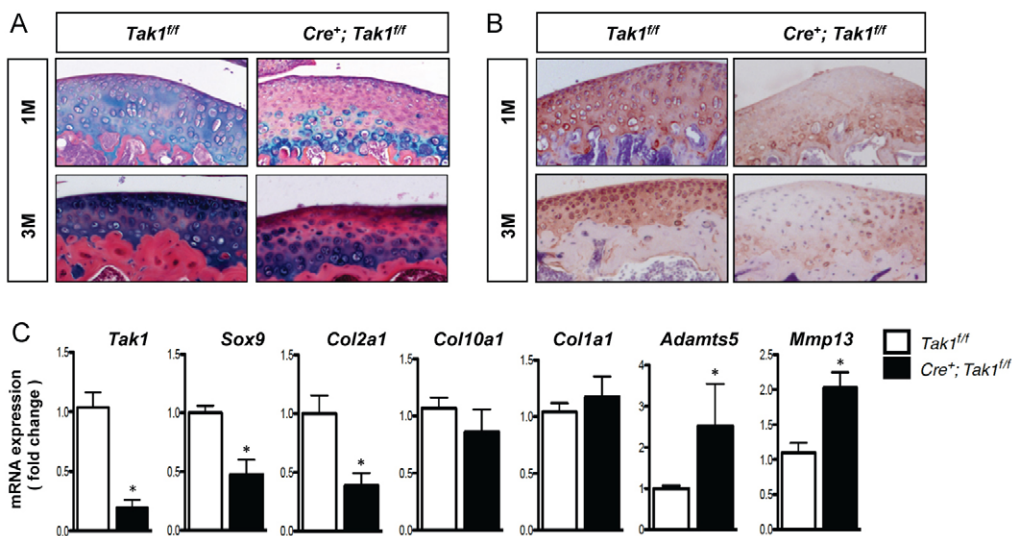 A
B
Tak1f/f
Cre+; Tak1f/f
Tak1f/f
Cre+; Tak1f/f
1M
1M
3M
3M
C
Tak1
Sox9
Col2a1
Col10a1
Col1a1
Adamts5
Mmp13
Tak1f/f
Cre+; Tak1f/f
mRNA expression
( fold change )
1.5
1.0
0.5
0.0
*
1.5
1.0
0.5
0.0
*
1.5
1.0
0.5
0.0
*
1.5
1.0
0.5
0.0
1.5
1.0
0.5
0.0
4
3
2
1
0
*
2.5
2.0
1.5
1.0
0.5
0.0
*